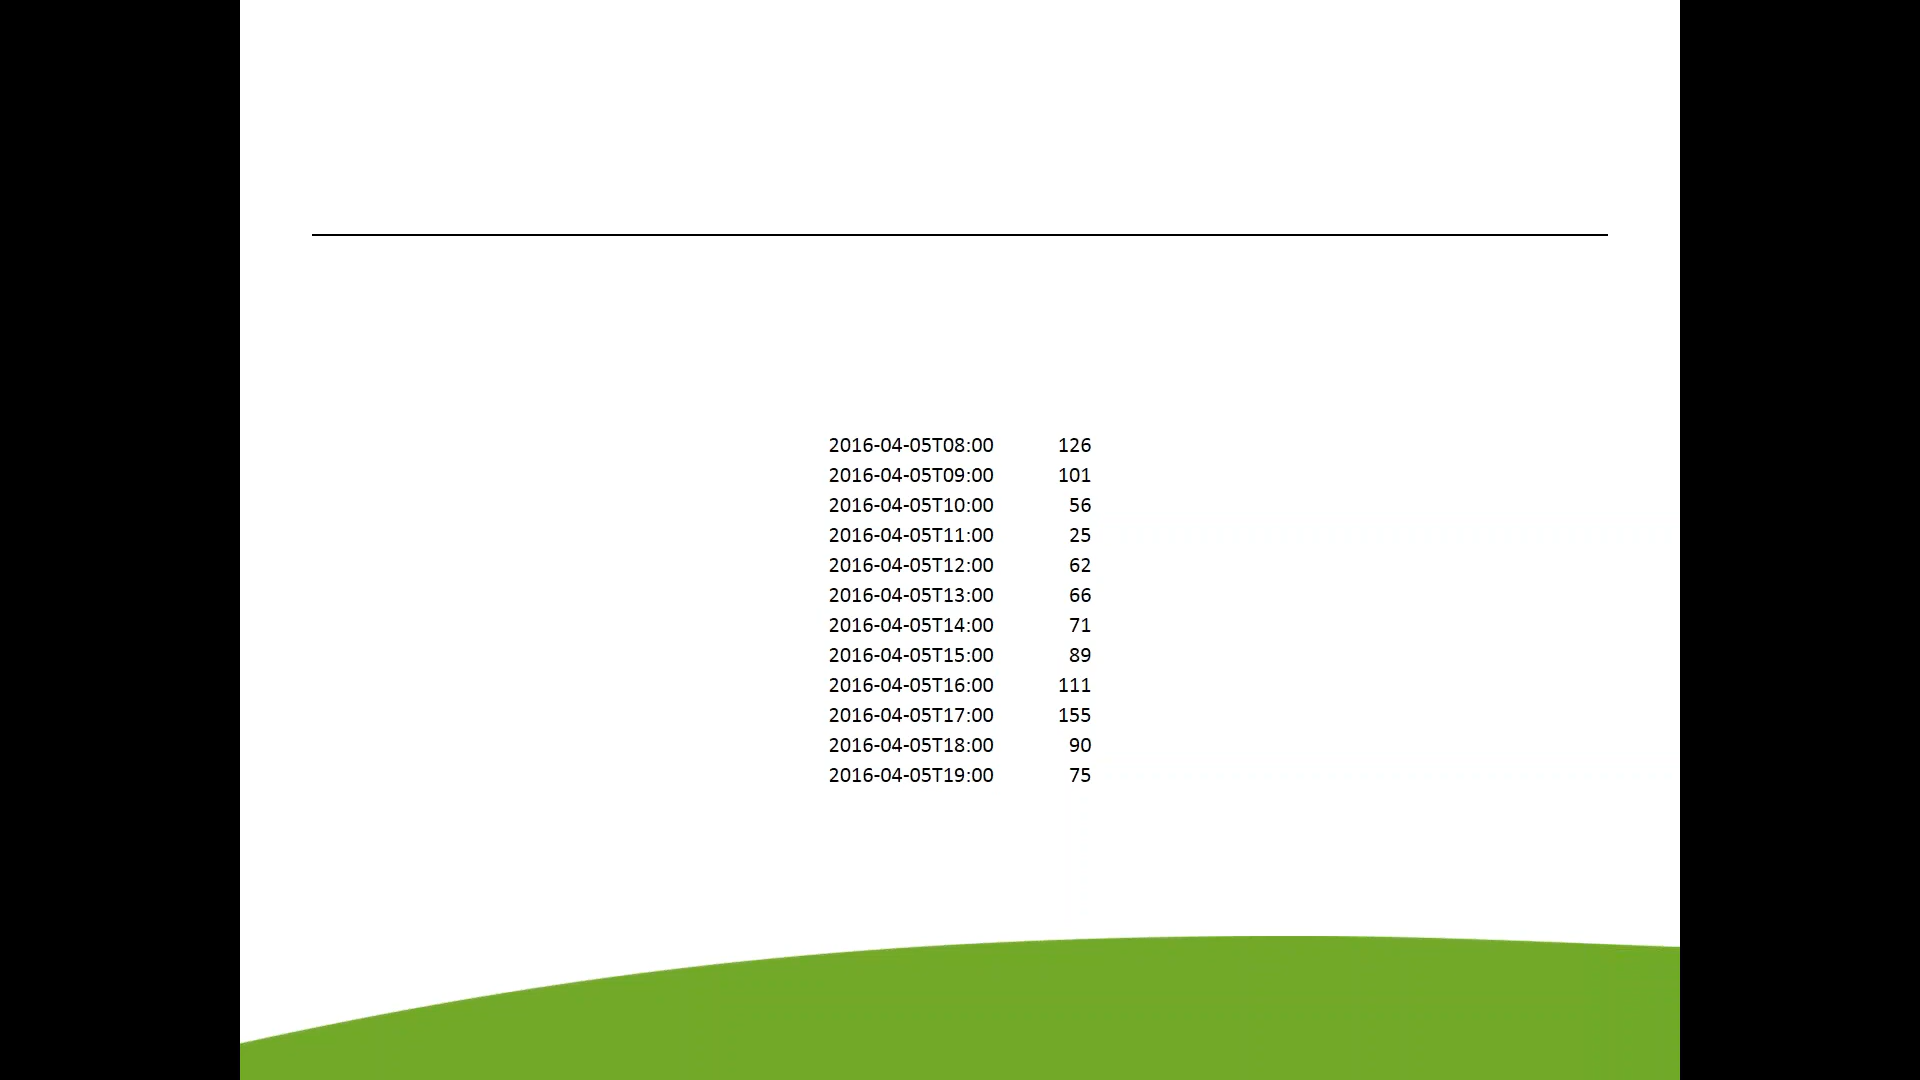 2016-04-05T08:00 126
2016-04-05T09:00 101
2016-04-05T10:00 56
2016-04-05T11:00 25
2016-04-05T12:00 62
2016-04-05T13:00 66
2016-04-05T14:00 71
2016-04-05T15:00 89
2016-04-05T16:00 111
2016-04-05T17:00 155
2016-04-05T18:00 90
2016-04-05T19:00 75